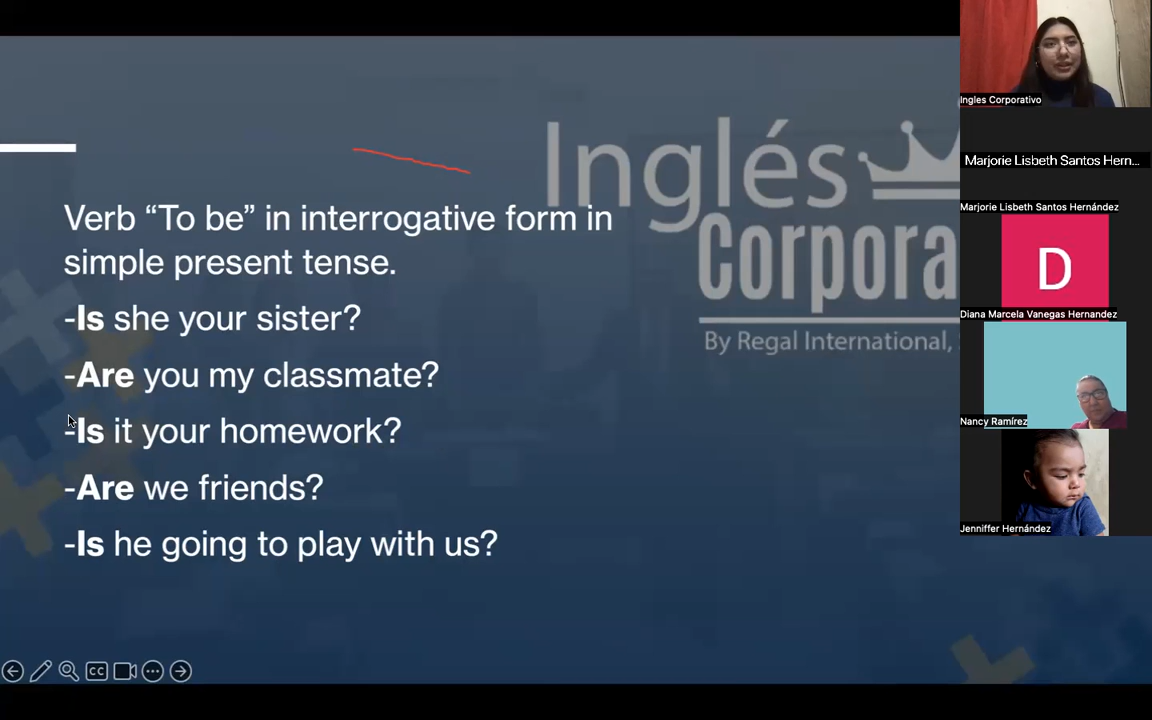 Inglés
Corpora
By Regal International,
Verb “To be” in interrogative form in
simple present tense.
-Is she your sister?
-Are you my classmate?
-Is it your homework?
-Are we friends?
-Is he going to play with us?
CC
Ingles Corporativo
Marjorie Lisbeth Santos Hern...
Marjorie Lisbeth Santos Hernández
D
Diana Marcela Vanegas Hernandez
Nancy Ramírez
Jenniffer Hernández